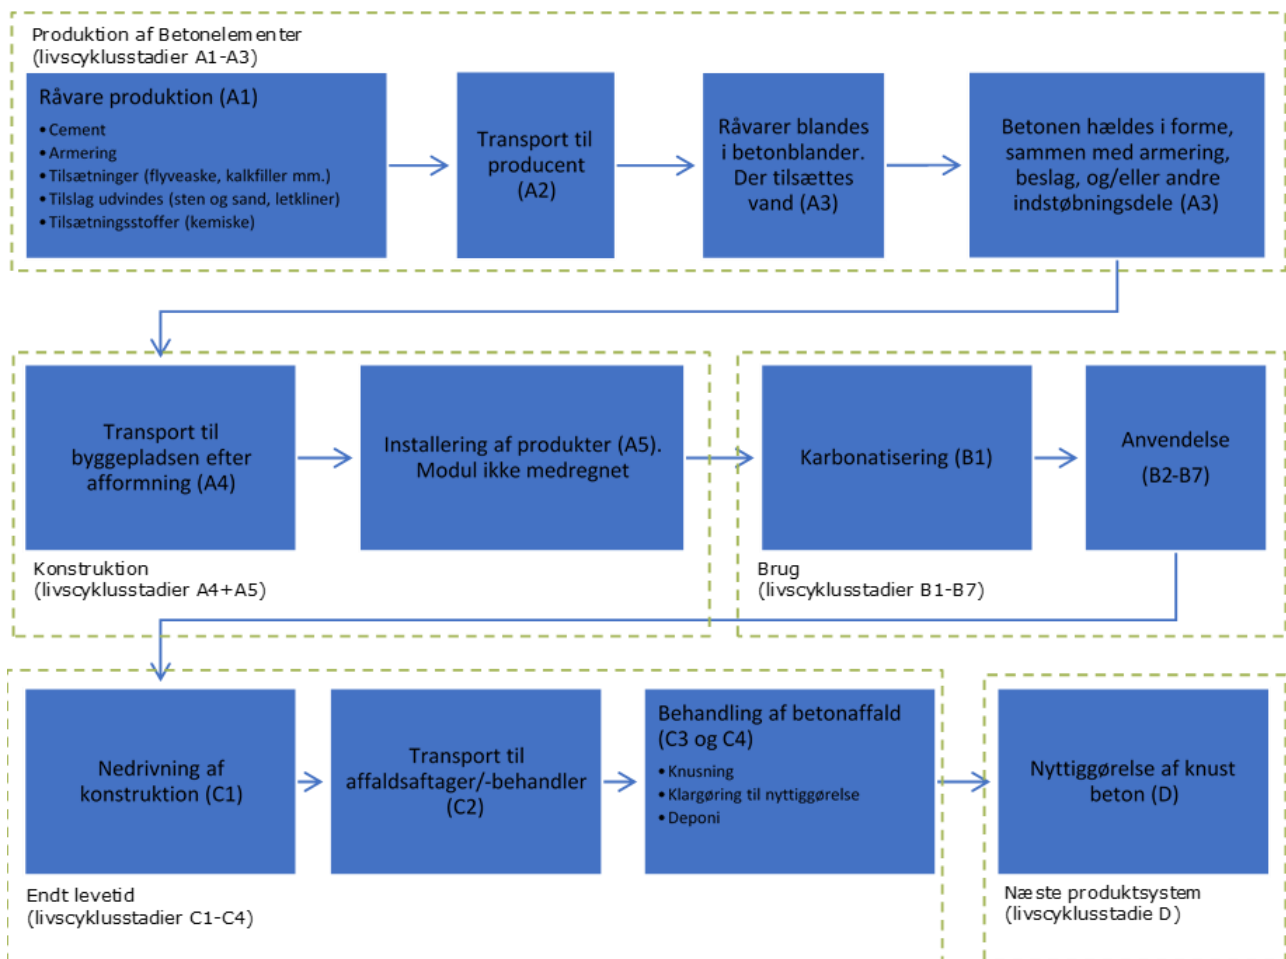 Produktion af Betonelementer
(livscyklusstadier A1-A3)
Råvare produktion (A1)
• Cement
• Armering
• Tilsætninger (flyveaske, kalkfiller mm.)
• Tilslag udvindes (sten og sand, letkliner)
• Tilsætningsstoffer (kemiske)
Transport til
producent
(A2)
Råvarer blandes
i betonblander.
Der tilsættes
vand (A3)
Betonen hældes i forme,
sammen med armering,
beslag, og/eller andre
indstøbningsdele (A3)
Transport til
byggepladsen efter
afformning (A4)
Installering af produkter (A5).
Modul ikke medregnet
Konstruktion
(livscyklusstadier A4+A5)
Karbonatisering (B1)
Anvendelse
(B2-B7)
Brug
(livscyklusstadier B1-B7)
Nedrivning af
konstruktion (C1)
Transport til
affaldsaftager/-behandler
(C2)
Behandling af betonaffald
(C3 og C4)
• Knusning
• Klargøring til nyttiggørelse
• Deponi
Endt levetid
(livscyklusstadier C1-C4)
Nyttiggørelse af knust
beton (D)
Næste produktsystem
(livscyklusstadie D)